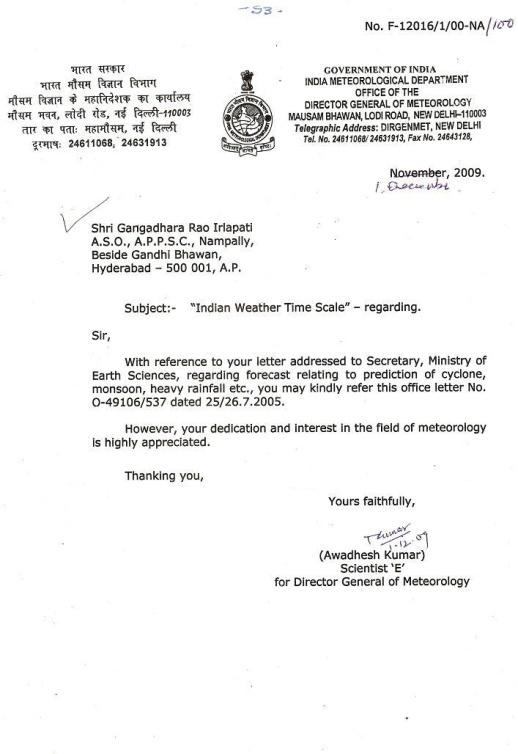 -53-
No. F-12016/1/00-NA/100
भारत सरकार
भारत मौसम विज्ञान विभाग
मौसम विज्ञान के महानिदेशक का कार्यालय
मौसम भवन, लोदी रोड, नई दिल्ली-110003
तार का पताः महामौसम, नई दिल्ली
दूरभाषः 24611068, 24631913
GOVERNMENT OF INDIA
INDIA METEOROLOGICAL DEPARTMENT
OFFICE OF THE
DIRECTOR GENERAL OF METEOROLOGY
MAUSAM BHAWAN, LODI ROAD, NEW DELHI-110003
Telegraphic Address: DIRGENMET, NEW DELHI
Tel. No. 24611068/ 24631913, Fax No. 24643128,
November, 2009.
1, December
Shri Gangadhara Rao Irlapati
A.S.O., A.P.P.S.C., Nampally,
Beside Gandhi Bhawan,
Hyderabad – 500 001, A.P.
Subject:- “Indian Weather Time Scale” – regarding.
Sir,
With reference to your letter addressed to Secretary, Ministry of
Earth Sciences, regarding forecast relating to prediction of cyclone,
monsoon, heavy rainfall etc., you may kindly refer this office letter No.
O-49106/537 dated 25/26.7.2005.
However, your dedication and interest in the field of meteorology
is highly appreciated.
Thanking you,
Yours faithfully,
Kumar
1.12.09
(Awadhesh Kumar)
Scientist ‘E’
for Director General of Meteorology